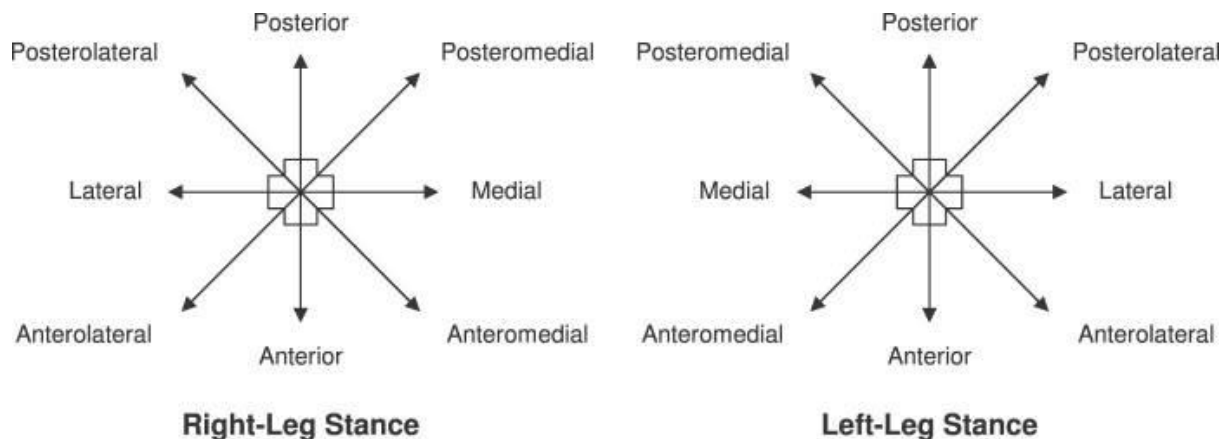 Posterior
Posterolateral
Posteromedial
Lateral
Medial
Anterolateral
Anteromedial
Anterior
Right-Leg Stance
Posterior
Posteromedial
Posterolateral
Medial
Lateral
Anteromedial
Anterolateral
Anterior
Left-Leg Stance